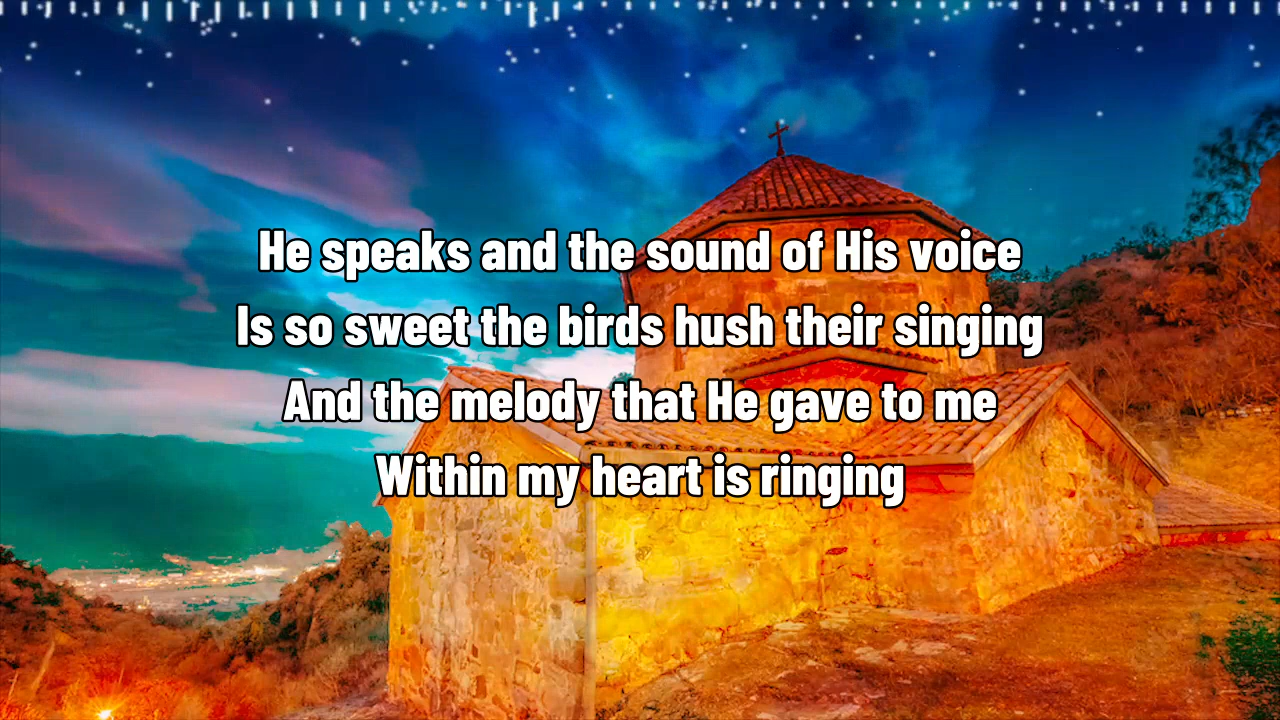 He speaks and the sound of His voice
Is so sweet the birds hush their singing
And the melody that He gave to me
Within my heart is ringing